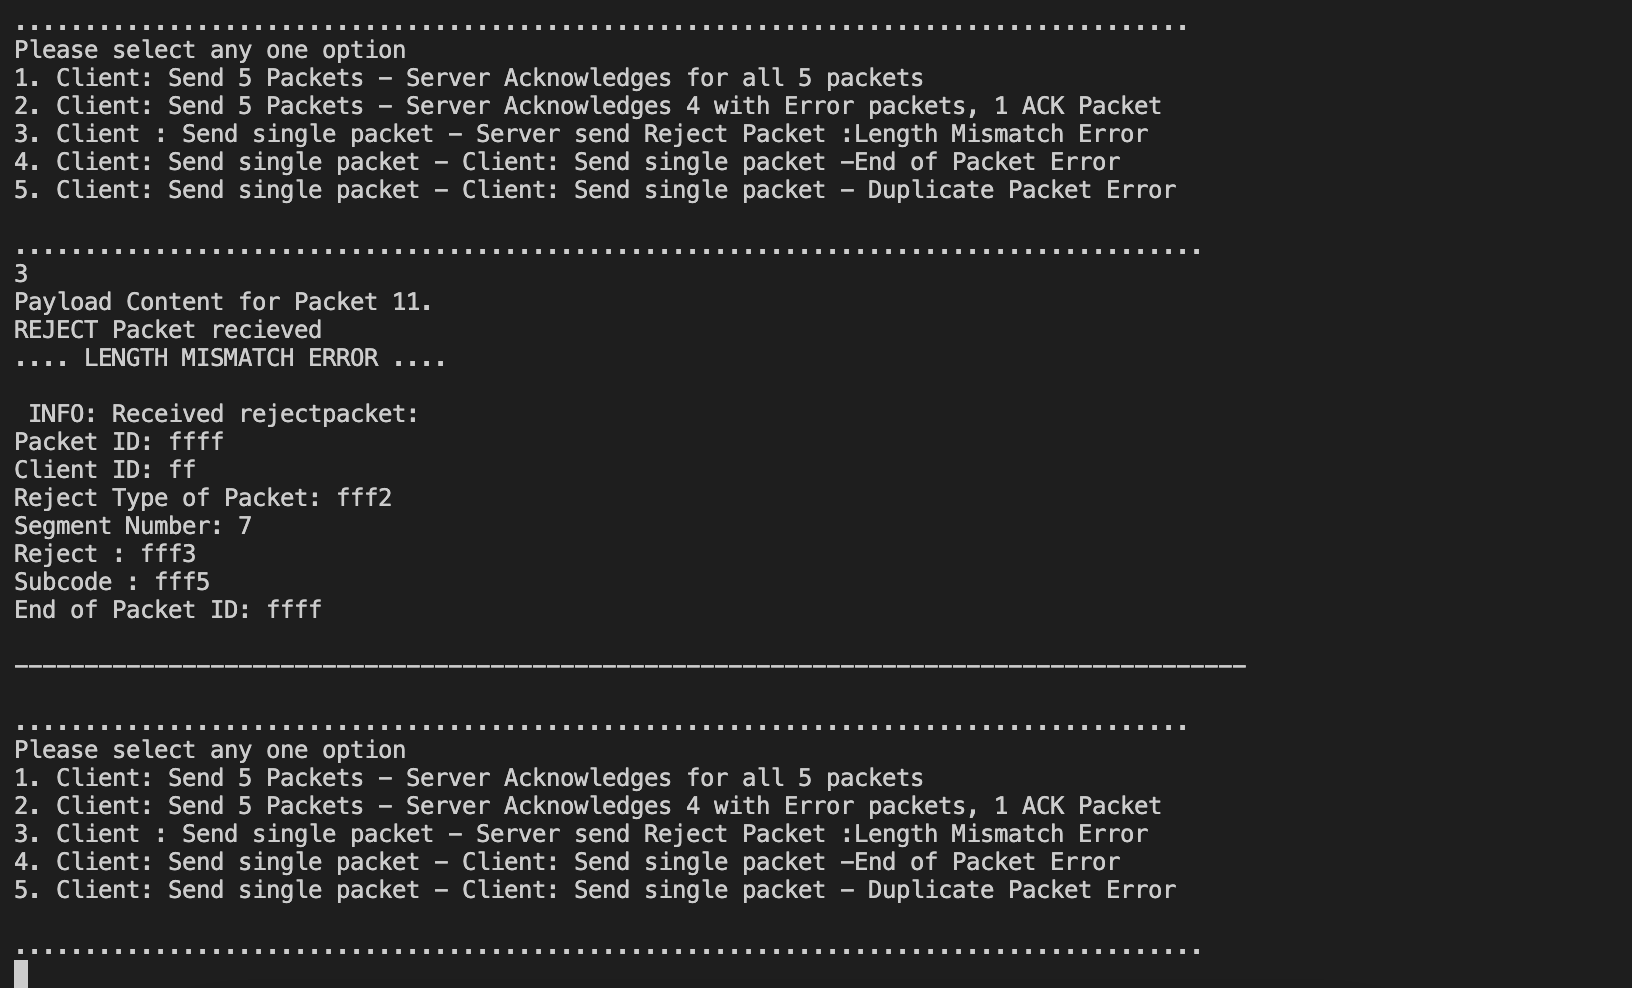 ....................................................................................
Please select any one option
1. Client: Send 5 Packets – Server Acknowledges for all 5 packets
2. Client: Send 5 Packets – Server Acknowledges 4 with Error packets, 1 ACK Packet
3. Client : Send single packet – Server send Reject Packet :Length Mismatch Error
4. Client: Send single packet – Client: Send single packet –End of Packet Error
5. Client: Send single packet – Client: Send single packet – Duplicate Packet Error
.....................................................................................
3
Payload Content for Packet 11.
REJECT Packet recieved
.... LENGTH MISMATCH ERROR ....
INFO: Received rejectpacket:
Packet ID: ffff
Client ID: ff
Reject Type of Packet: fff2
Segment Number: 7
Reject : fff3
Subcode : fff5
End of Packet ID: ffff
----------------------------------------------------------------------------------------
....................................................................................
Please select any one option
1. Client: Send 5 Packets – Server Acknowledges for all 5 packets
2. Client: Send 5 Packets – Server Acknowledges 4 with Error packets, 1 ACK Packet
3. Client : Send single packet – Server send Reject Packet :Length Mismatch Error
4. Client: Send single packet – Client: Send single packet –End of Packet Error
5. Client: Send single packet – Client: Send single packet – Duplicate Packet Error
.....................................................................................